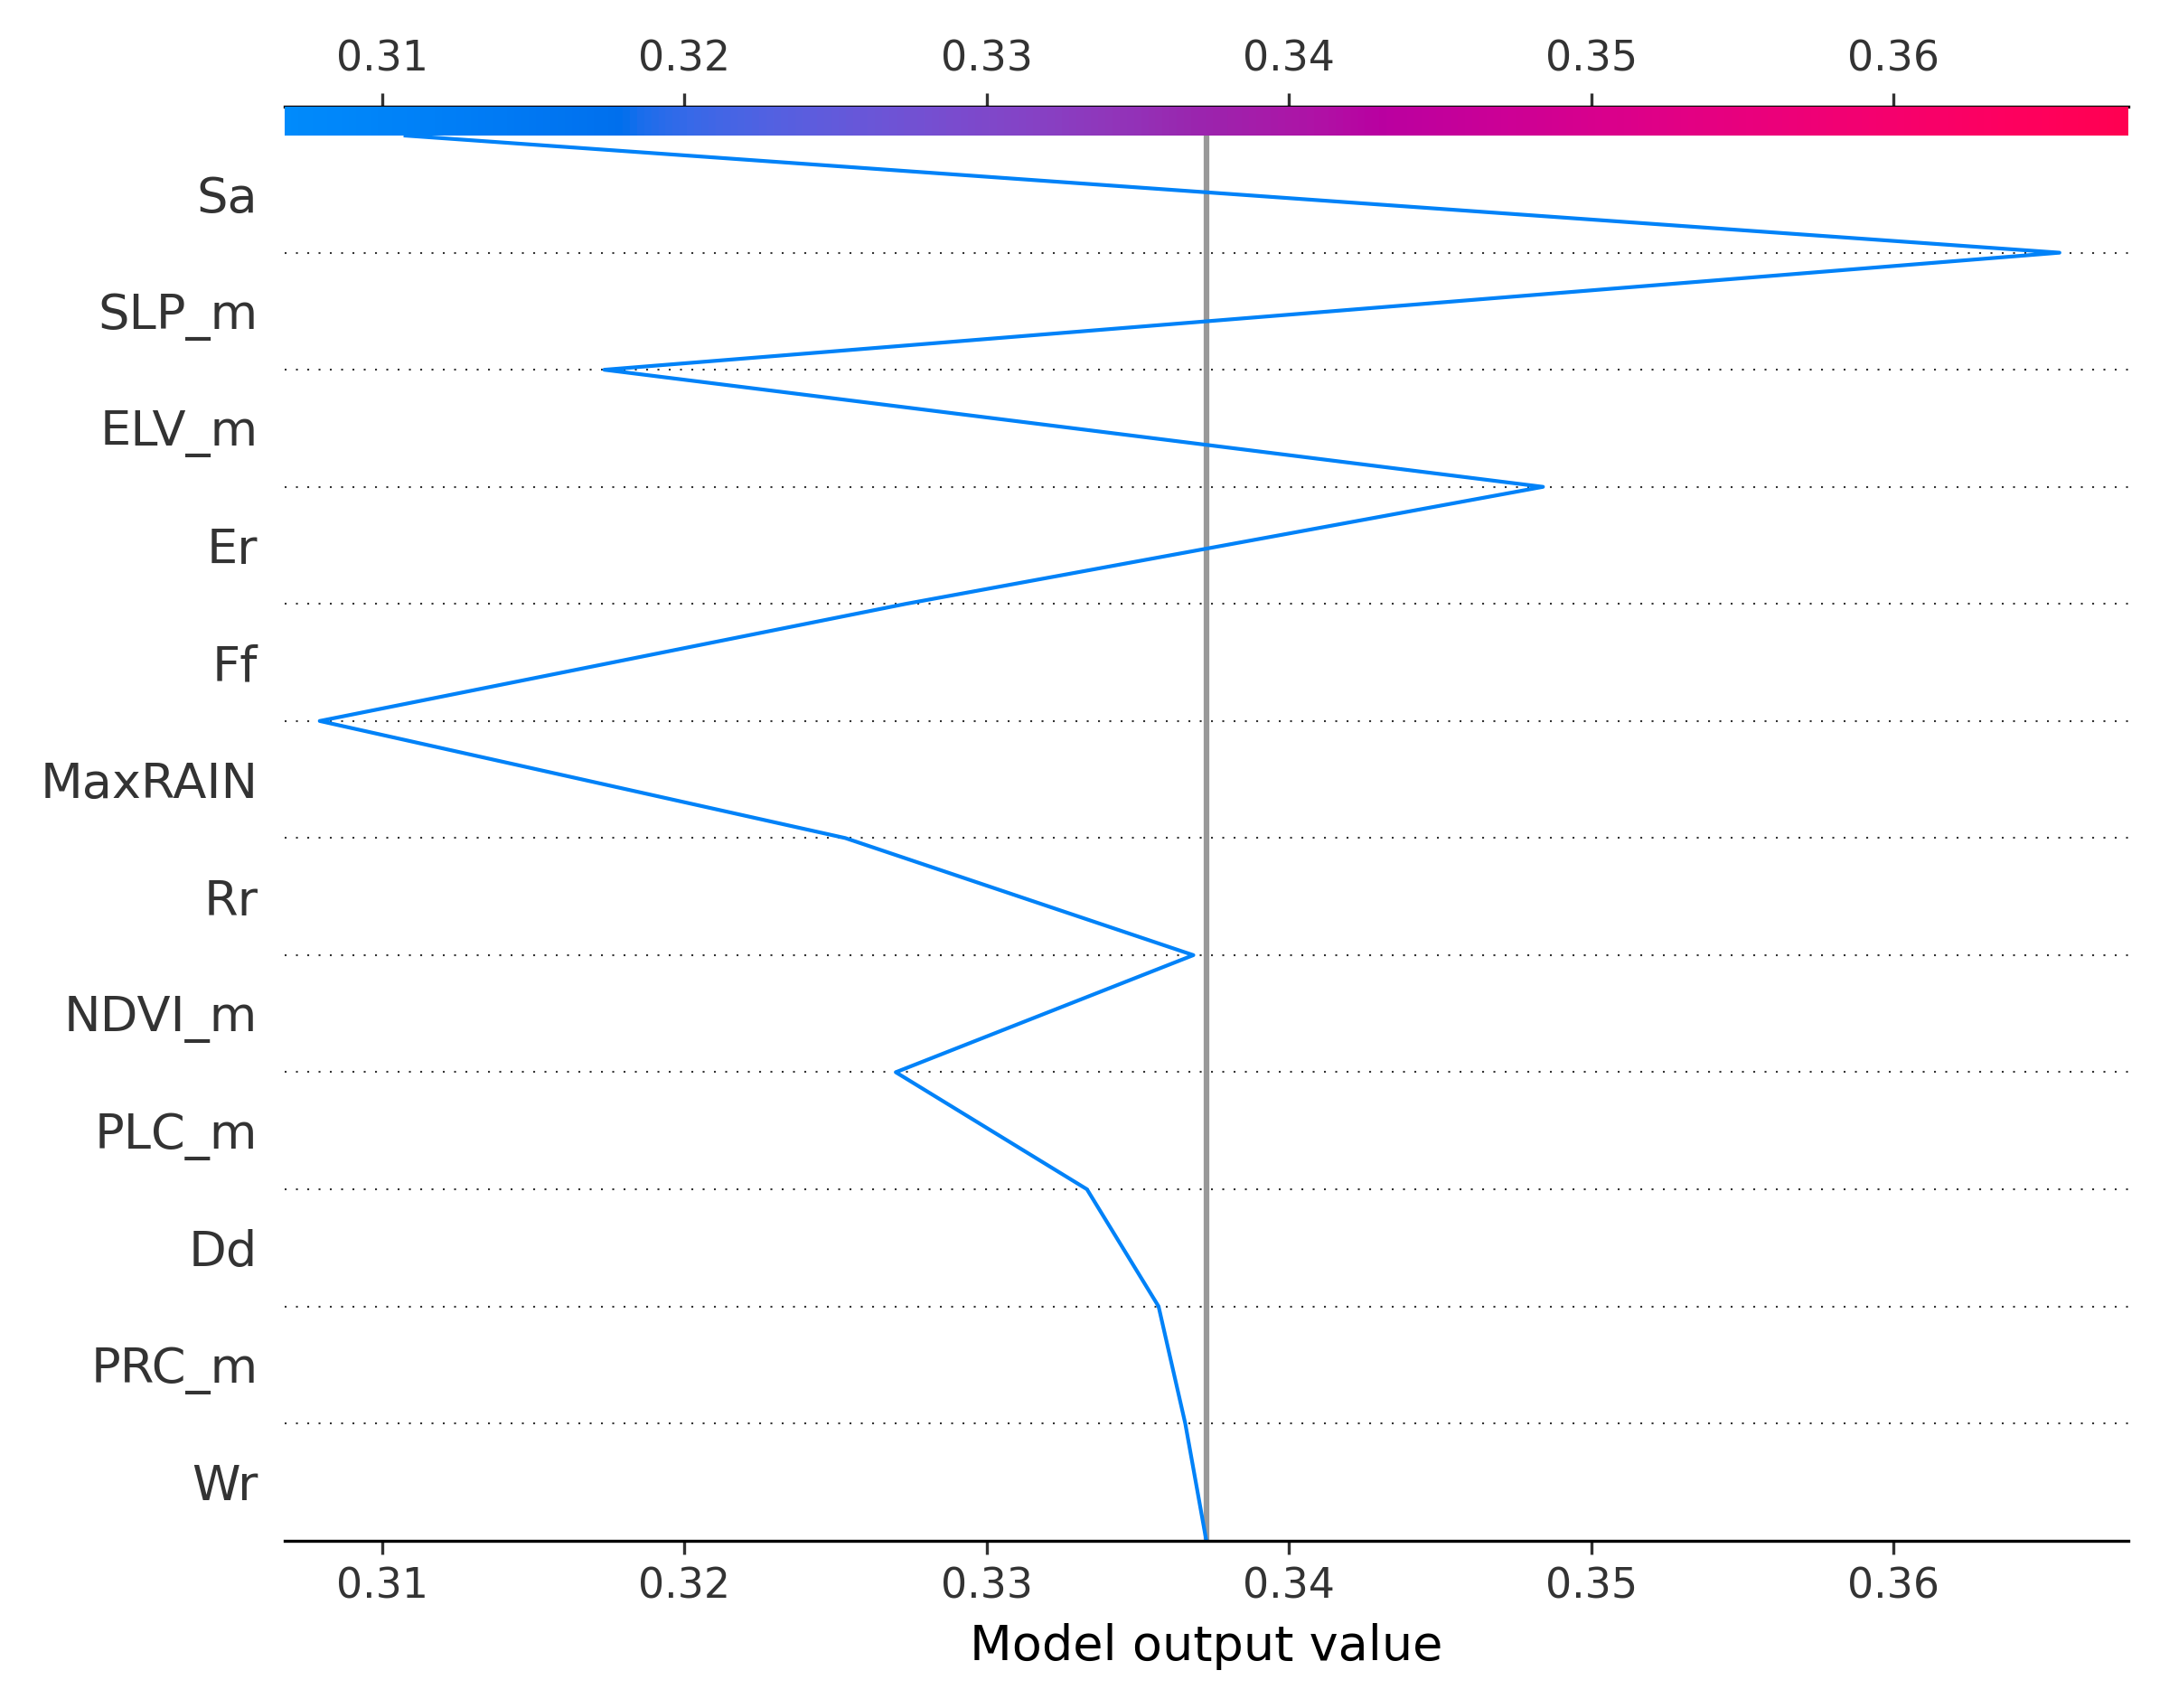 0.31 0.32 0.33 0.34 0.35 0.36
Sa
SLP_m
ELV_m
Er
Ff
MaxRAIN
Rr
NDVI_m
PLC_m
Dd
PRC_m
Wr
0.31 0.32 0.33 0.34 0.35 0.36
Model output value